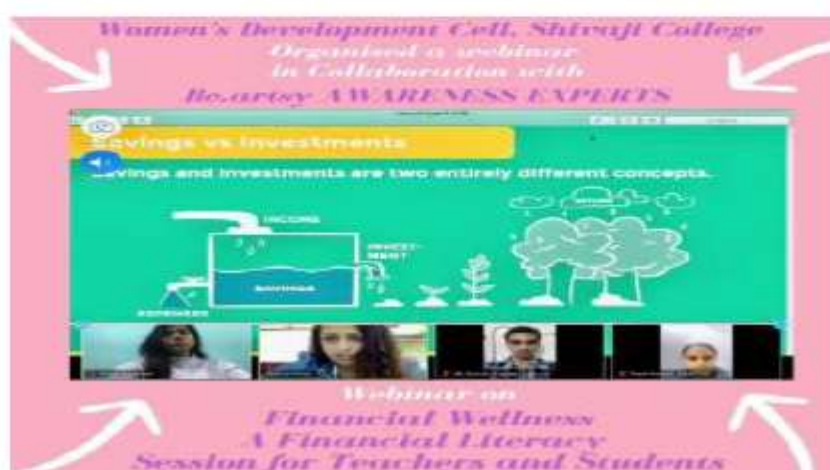 Women's Development Cell, Shivaji College
Organised a webinar
in Collaboration with
Be.artsy AWARENESS EXPERTS
Savings vs Investments
Savings and investments are two entirely different concepts.
INCOME
INVEST-
MENT
SAVINGS
EXPENSES
RETURNS
Webinar on
Financial Wellness
A Financial Literacy
Session for Teachers and Students